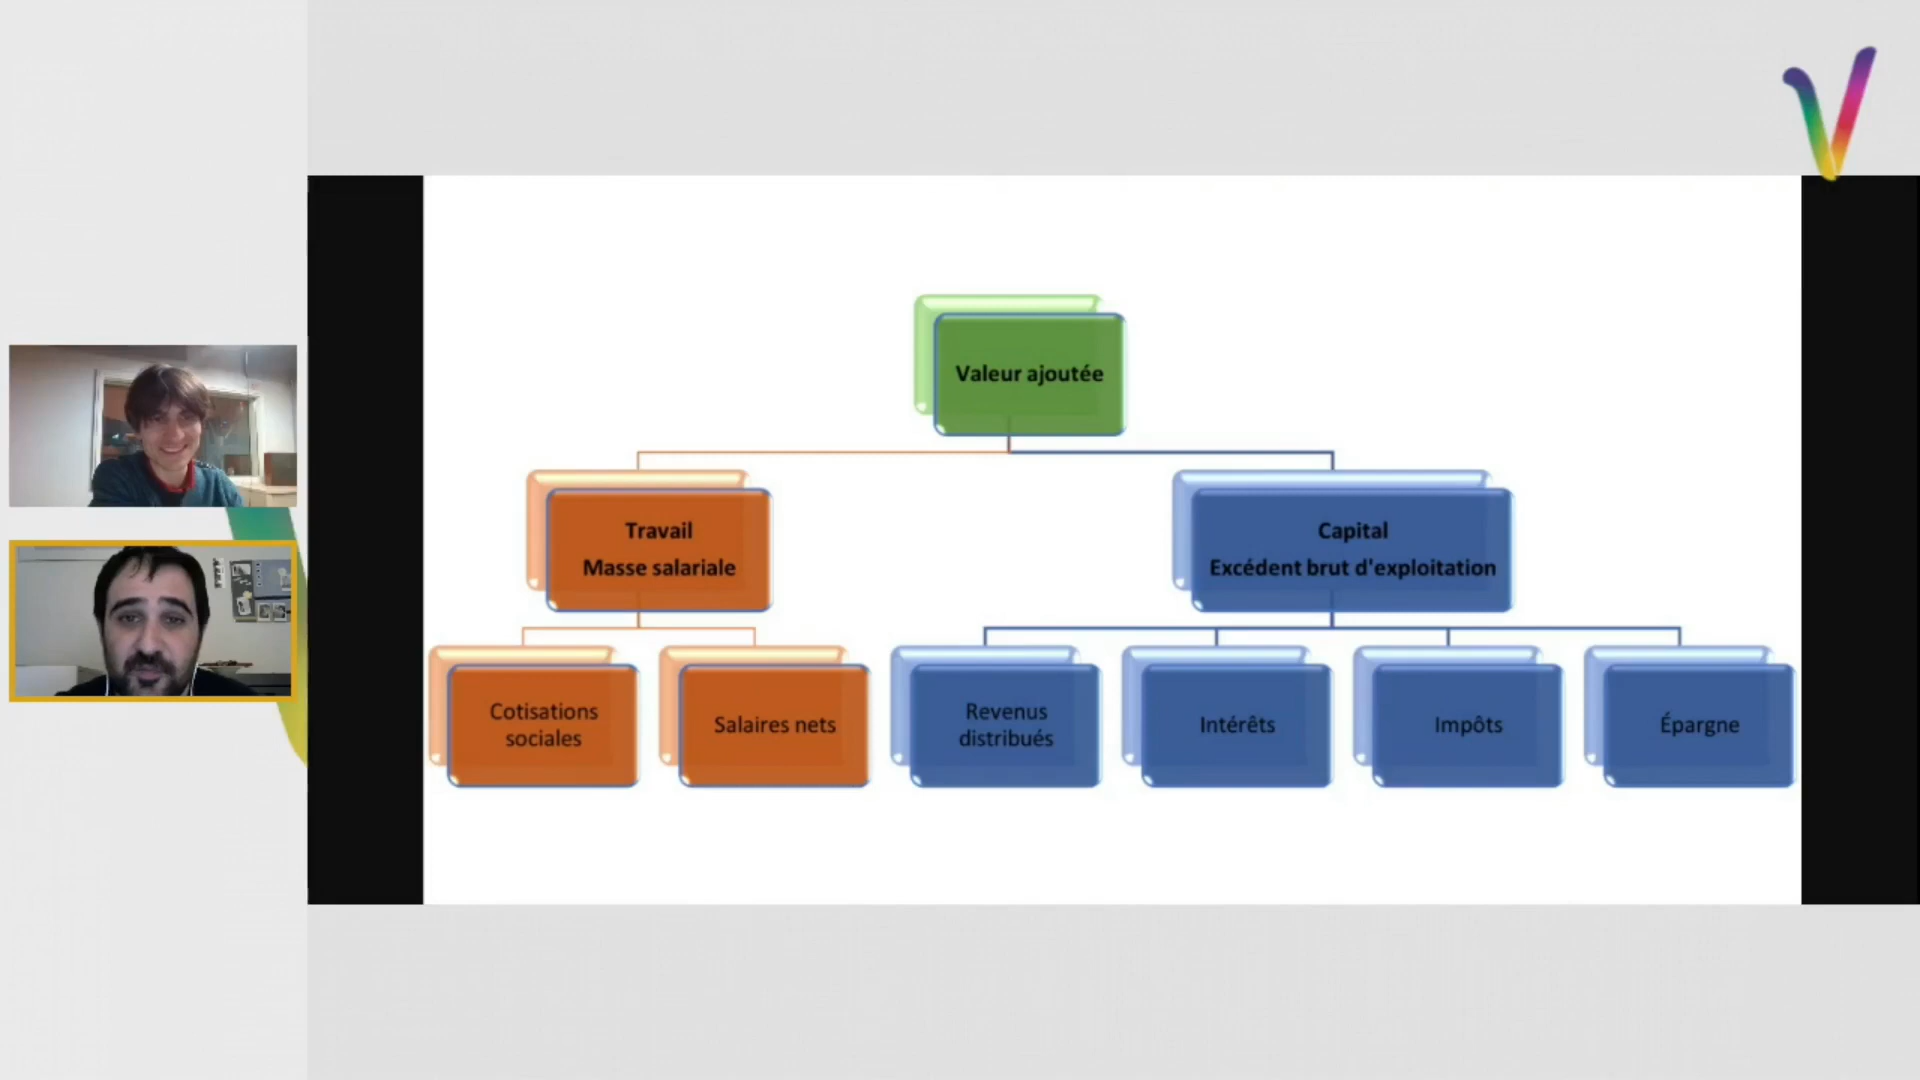 Valeur ajoutée
Travail
Masse salariale
Capital
Excédent brut d'exploitation
Cotisations
sociales
Salaires nets
Revenus
distribués
Intérêts
Impôts
Épargne